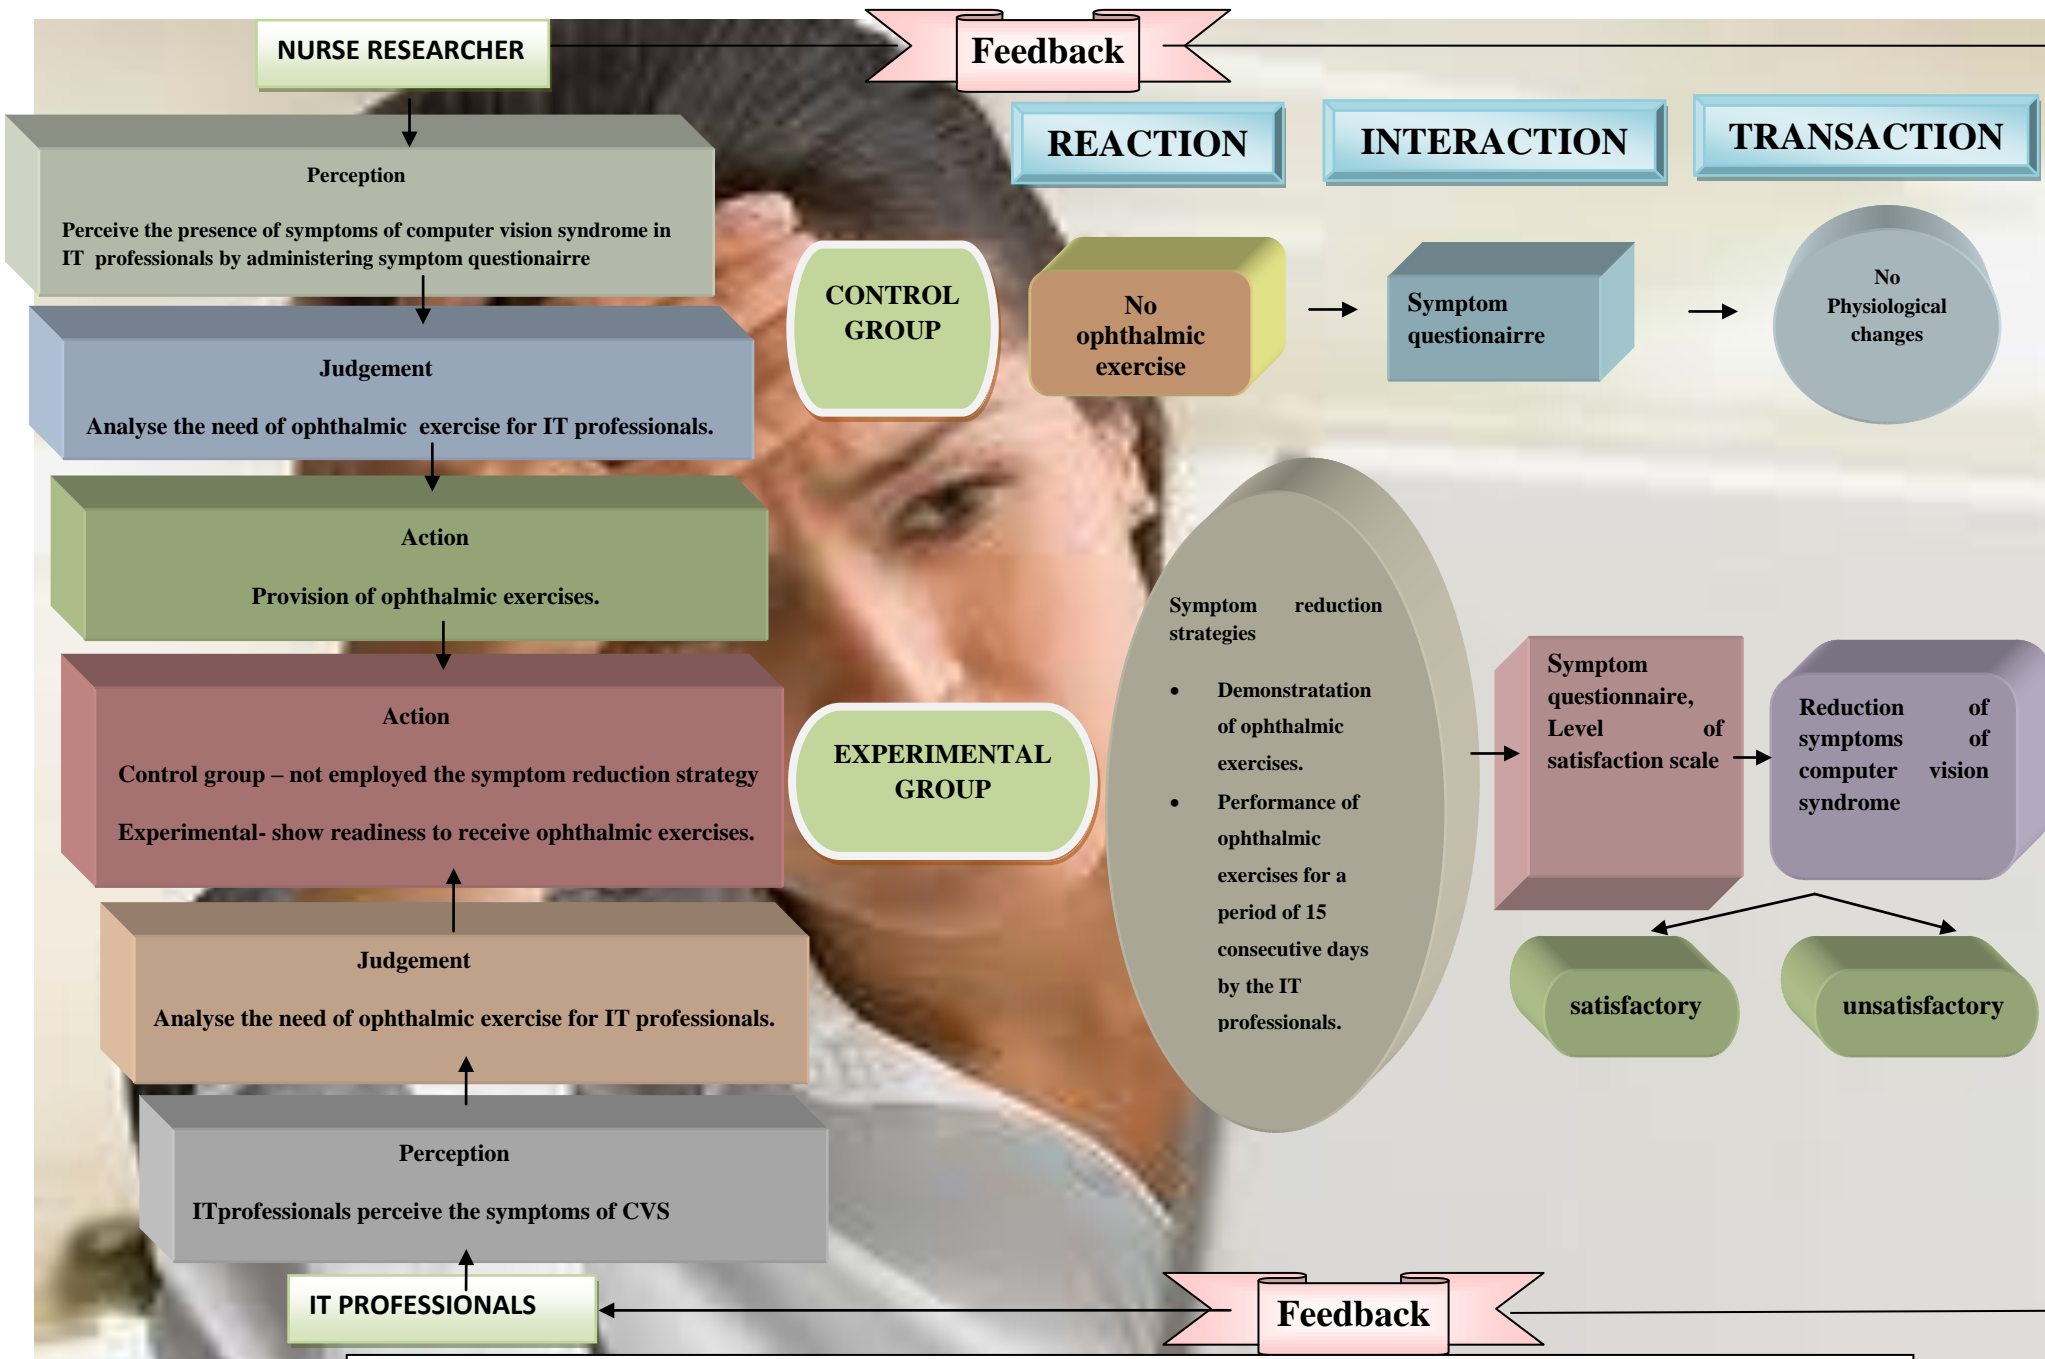 NURSE RESEARCHER
Feedback
REACTION
INTERACTION
TRANSACTION
Perception
Perceive the presence of symptoms of computer vision syndrome in
IT professionals by administering symptom questionairre
Judgement
Analyse the need of ophthalmic exercise for IT professionals.
Action
Provision of ophthalmic exercises.
Action
Control group – not employed the symptom reduction strategy
Experimental- show readiness to receive ophthalmic exercises.
Judgement
Analyse the need of ophthalmic exercise for IT professionals.
Perception
ITprofessionals perceive the symptoms of CVS
IT PROFESSIONALS
CONTROL
GROUP
No
ophthalmic
exercise
Symptom
questionairre
No
Physiological
changes
EXPERIMENTAL
GROUP
Symptom reduction
strategies
• Demonstratation
of ophthalmic
exercises.
• Performance of
ophthalmic
exercises for a
period of 15
consecutive days
by the IT
professionals.
Symptom
questionnaire,
Level of
satisfaction scale
Reduction of
symptoms of
computer vision
syndrome
satisfactory
unsatisfactory
Feedback